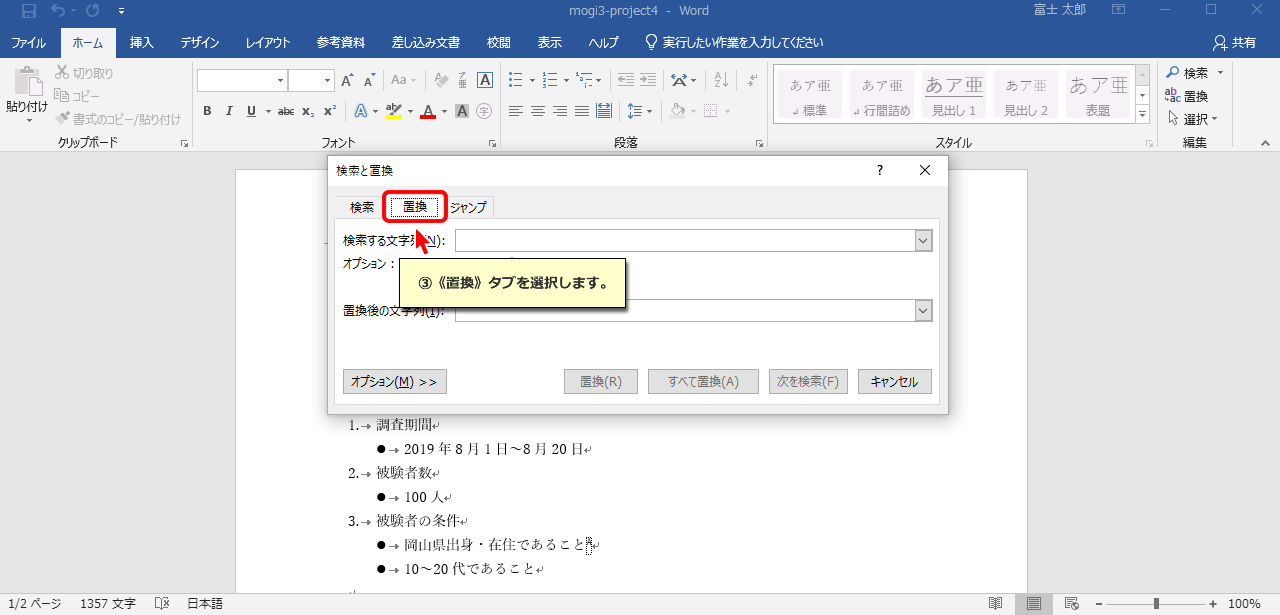 mogi3-project4 - Word
富士 太郎
ファイル ホーム 挿入 デザイン レイアウト 参考資料 差し込み文書 校閲 表示 ヘルプ 実行したい作業を入力してください 共有
貼り付け
切り取り
コピー
書式のコピー/貼り付け
クリップボード
A A Aa A
B I U abc x₂ x² A aby A A 字
フォント
段落
あア亜 あア亜 あア亜 あア亜 あア亜
↲ 標準 ↲ 行間詰め 見出し 1 見出し 2 表題
スタイル
検索
置換
選択
編集
検索と置換 ?
検索 置換 ジャンプ
検索する文字列(N):
オプション:
③《置換》タブを選択します。
置換後の文字列(I):
オプション(M) >> 置換(R) すべて置換(A) 次を検索(F) キャンセル
1.→ 調査期間↵
●→ 2019 年 8 月 1 日～8 月 20 日↵
2.→ 被験者数↵
●→ 100 人↵
3.→ 被験者の条件↵
●→ 岡山県出身・在住であること↵
●→ 10～20 代であること↵
1/2 ページ 1357 文字 日本語 100%